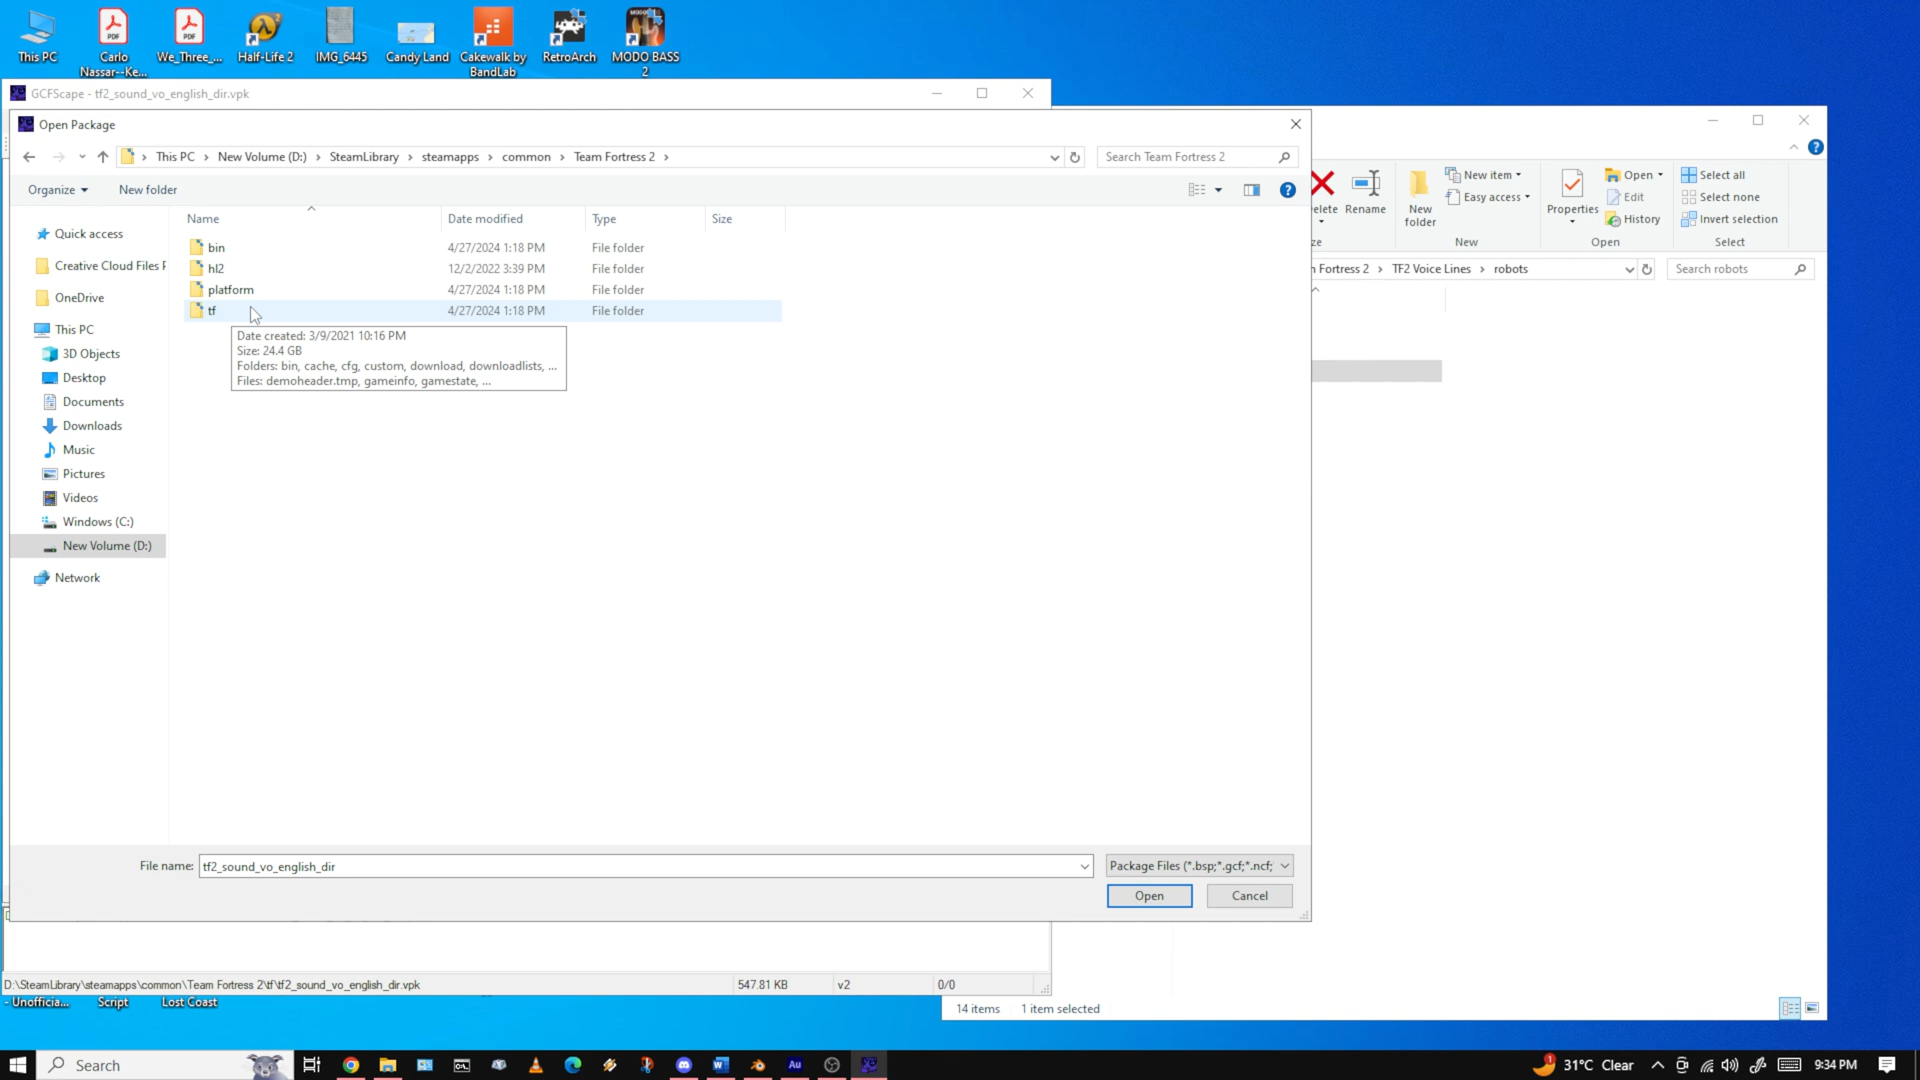 This PC
Carlo
Nassar--Ke...
We_Three_...
Half-Life 2
IMG_6445
Candy Land
Cakewalk by
BandLab
RetroArch
MODO BASS
2
GCFScape - tf2_sound_vo_english_dir.vpk
Open Package
This PC > New Volume (D:) > SteamLibrary > steamapps > common > Team Fortress 2 >
Search Team Fortress 2
Organize
New folder
Name
Date modified
Type
Size
bin 4/27/2024 1:18 PM File folder
hl2 12/2/2022 3:39 PM File folder
platform 4/27/2024 1:18 PM File folder
tf 4/27/2024 1:18 PM File folder
Date created: 3/9/2021 10:16 PM
Size: 24.4 GB
Folders: bin, cache, cfg, custom, download, downloadlists, ...
Files: demoheader.tmp, gameinfo, gamestate, ...
Quick access
Creative Cloud Files
OneDrive
This PC
3D Objects
Desktop
Documents
Downloads
Music
Pictures
Videos
Windows (C:)
New Volume (D:)
Network
File name:
tf2_sound_vo_english_dir
Package Files (*.bsp;*.gcf;*.ncf;
Open
Cancel
elete
Rename
New
folder
New item
Easy access
Properties
Open
Edit
History
Select all
Select none
Invert selection
ze
New
Open
Select
n Fortress 2 > TF2 Voice Lines > robots
Search robots
D:\SteamLibrary\steamapps\common\Team Fortress 2\tf\tf2_sound_vo_english_dir.vpk
547.81 KB
v2
0/0
- Unofficia...
Script
Lost Coast
14 items
1 item selected
Search
1
31°C Clear
9:34 PM